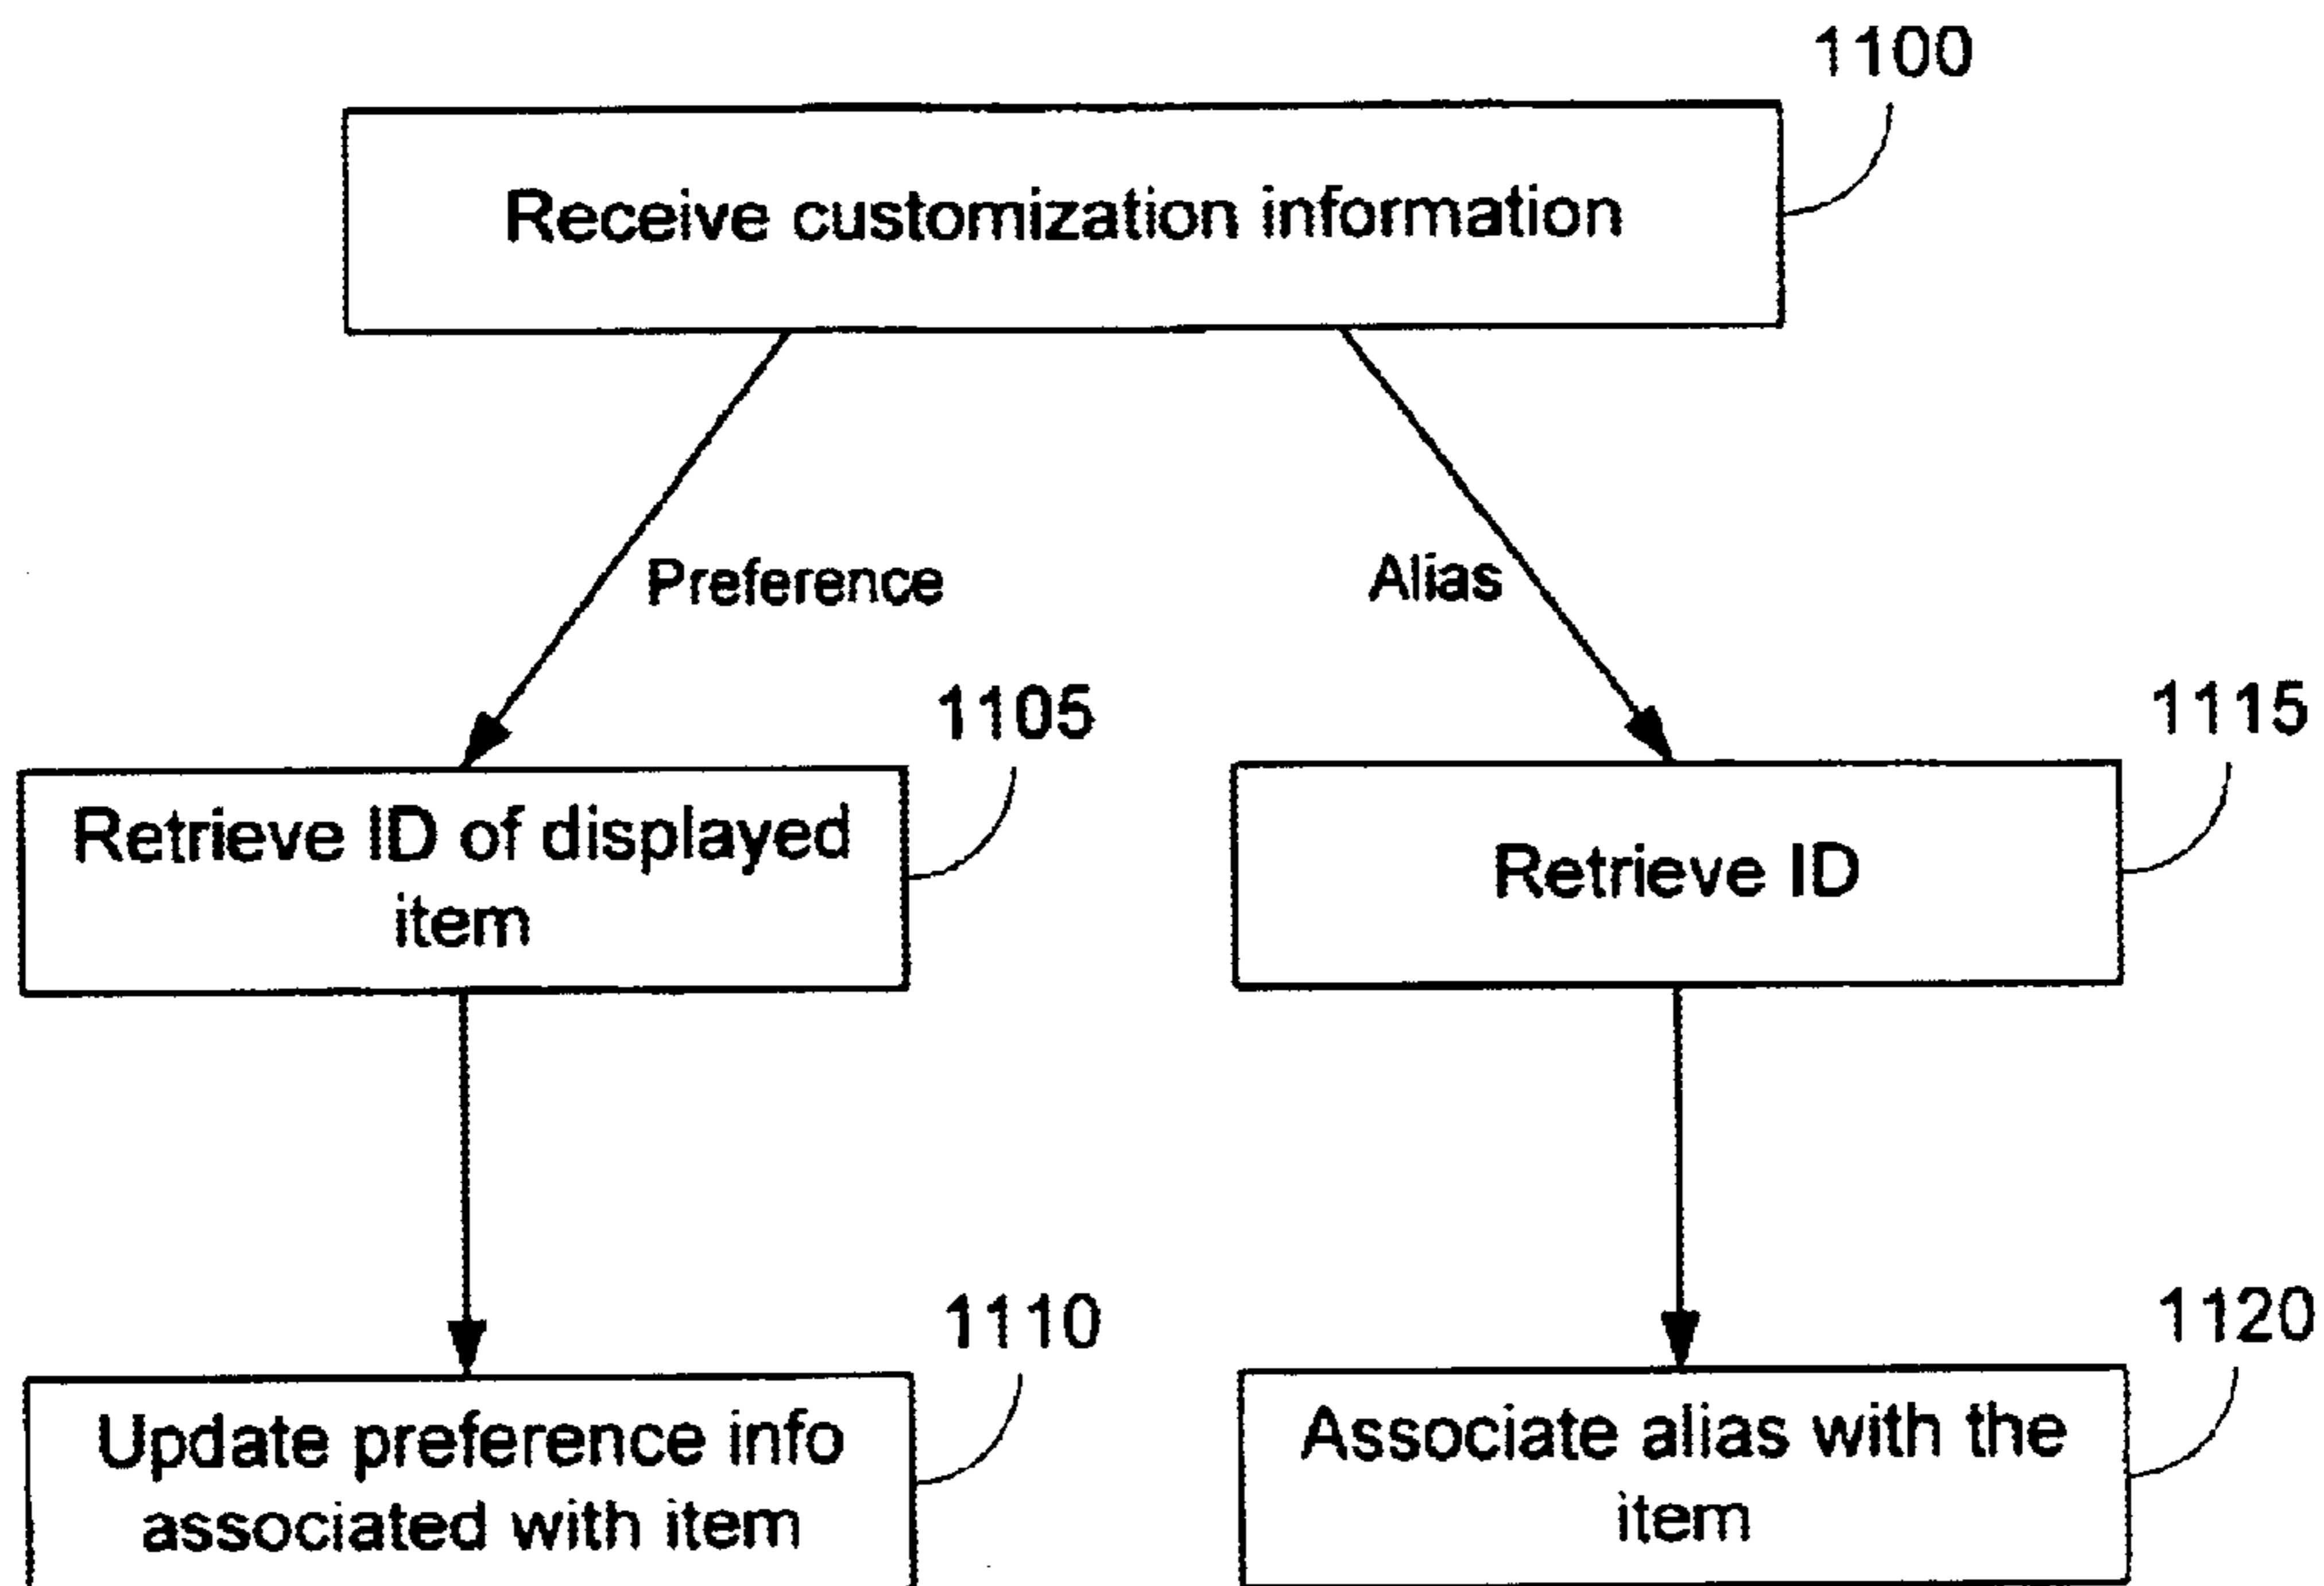 1100
Receive customization information
Preference
Alias
1105
1115
Retrieve ID of displayed
item
Retrieve ID
1110
1120
Update preference info
associated with item
Associate alias with the
item